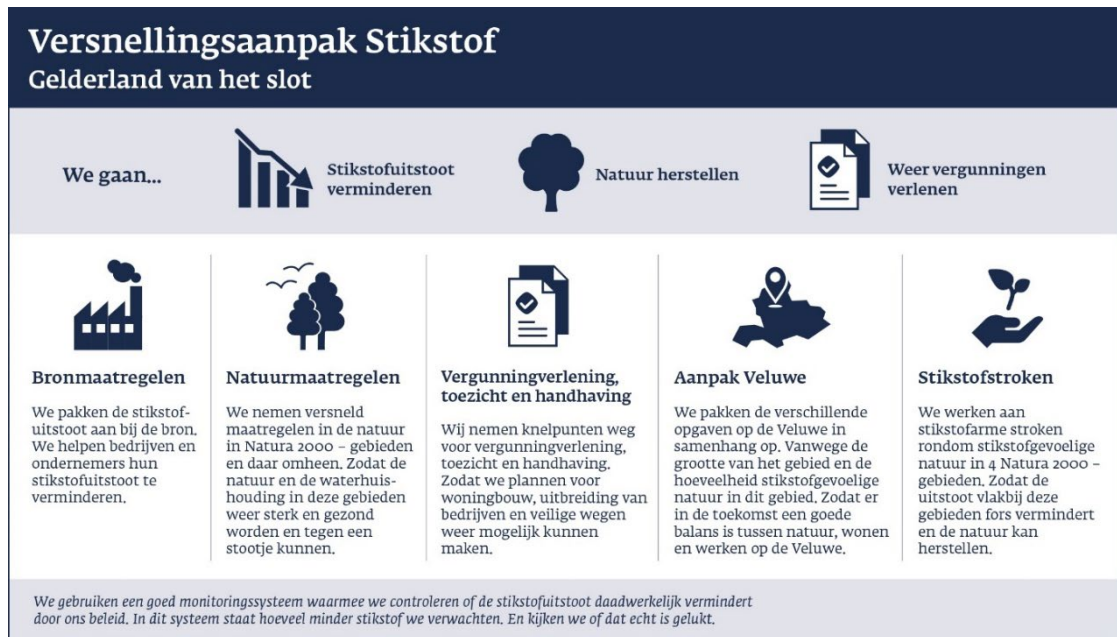 Versnellingsaanpak Stikstof
Gelderland van het slot
We gaan...
Stikstofuitstoot
verminderen
Natuur herstellen
Weer vergunningen
verlenen
Bronmaatregelen
We pakken de stikstof-
uitstoot aan bij de bron.
We helpen bedrijven en
ondernemers hun
stikstofuitstoot te
verminderen.
Natuurmaatregelen
We nemen versneld
maatregelen in de natuur
in Natura 2000 – gebieden
en daar omheen. Zodat de
natuur en de waterhuis-
houding in deze gebieden
weer sterk en gezond
worden en tegen een
stootje kunnen.
Vergunningverlening,
toezicht en handhaving
Wij nemen knelpunten weg
voor vergunningverlening,
toezicht en handhaving.
Zodat we plannen voor
woningbouw, uitbreiding van
bedrijven en veilige wegen
weer mogelijk kunnen
maken.
Aanpak Veluwe
We pakken de verschillende
opgaven op de Veluwe in
samenhang op. Vanwege de
grootte van het gebied en de
hoeveelheid stikstofgevoelige
natuur in dit gebied. Zodat er
in de toekomst een goede
balans is tussen natuur, wonen
en werken op de Veluwe.
Stikstofstroken
We werken aan
stikstofarme stroken
rondom stikstofgevoelige
natuur in 4 Natura 2000 –
gebieden. Zodat de
uitstoot vlakbij deze
gebieden fors vermindert
en de natuur kan
herstellen.
We gebruiken een goed monitoringssysteem waarmee we controleren of de stikstofuitstoot daadwerkelijk vermindert
door ons beleid. In dit systeem staat hoeveel minder stikstof we verwachten. En kijken we of dat echt is gelukt.